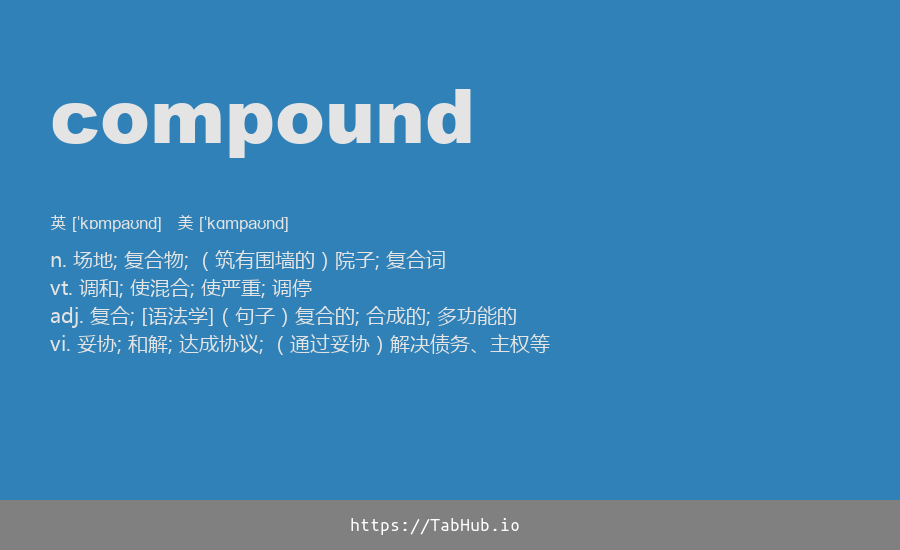 compound
英 [ˈkɒmpaʊnd]  美 [ˈkɑmpaʊnd]
n. 场地; 复合物; （筑有围墙的）院子; 复合词
vt. 调和; 使混合; 使严重; 调停
adj. 复合; [语法学]（句子）复合的; 合成的; 多功能的
vi. 妥协; 和解; 达成协议; （通过妥协）解决债务、主权等
https://TabHub.io